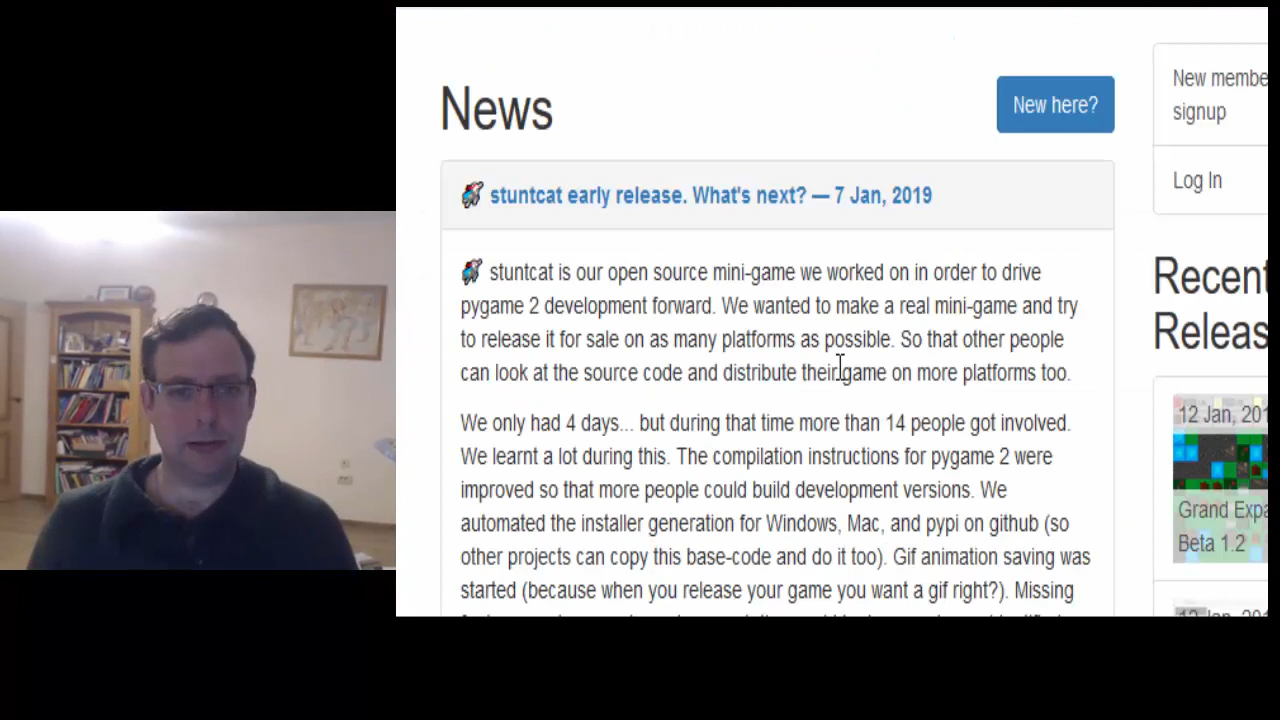 News
New here?
stuntcat early release. What's next? — 7 Jan, 2019
stuntcat is our open source mini-game we worked on in order to drive
pygame 2 development forward. We wanted to make a real mini-game and try
to release it for sale on as many platforms as possible. So that other people
can look at the source code and distribute their game on more platforms too.
We only had 4 days... but during that time more than 14 people got involved.
We learnt a lot during this. The compilation instructions for pygame 2 were
improved so that more people could build development versions. We
automated the installer generation for Windows, Mac, and pypi on github (so
other projects can copy this base-code and do it too). Gif animation saving was
started (because when you release your game you want a gif right?). Missing
New membe
signup
Log In
Recent
Releas
12 Jan, 201
Grand Expa
Beta 1.2
12 Jan, 201